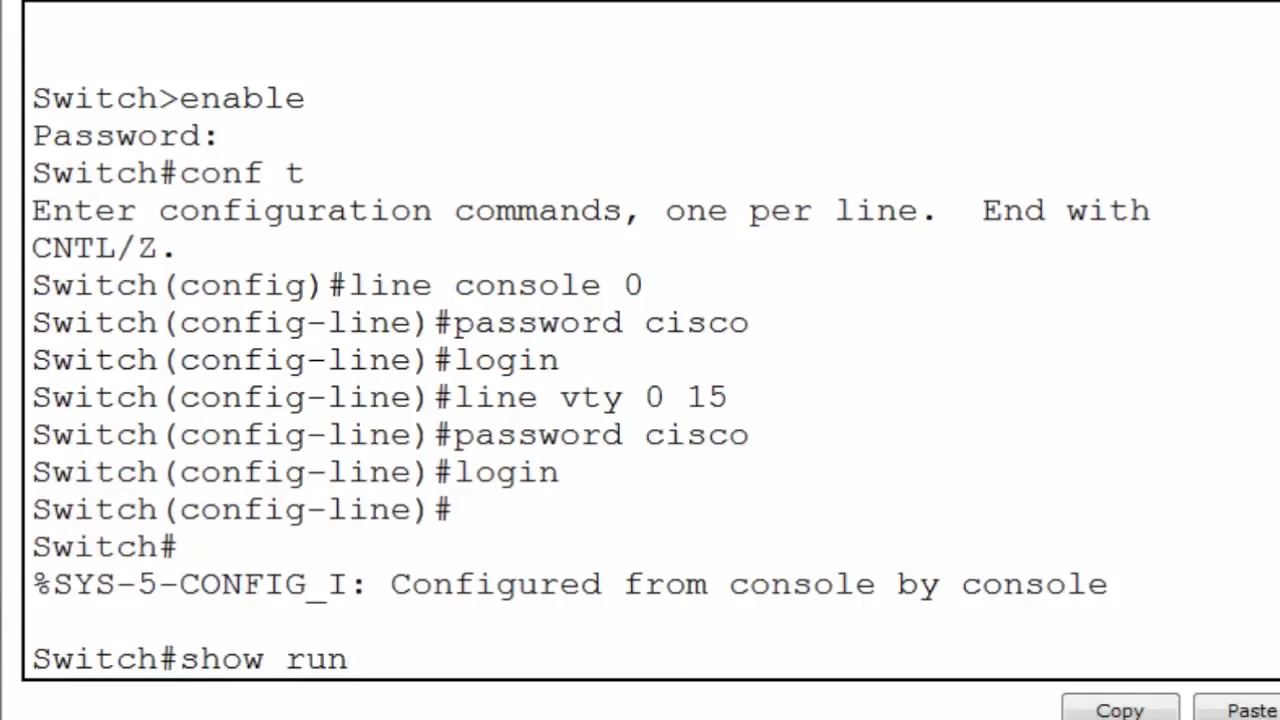 Switch>enable
Password:
Switch#conf t
Enter configuration commands, one per line.  End with
CNTL/Z.
Switch(config)#line console 0
Switch(config-line)#password cisco
Switch(config-line)#login
Switch(config-line)#line vty 0 15
Switch(config-line)#password cisco
Switch(config-line)#login
Switch(config-line)#
Switch#
%SYS-5-CONFIG_I: Configured from console by console
Switch#show run
Copy Paste